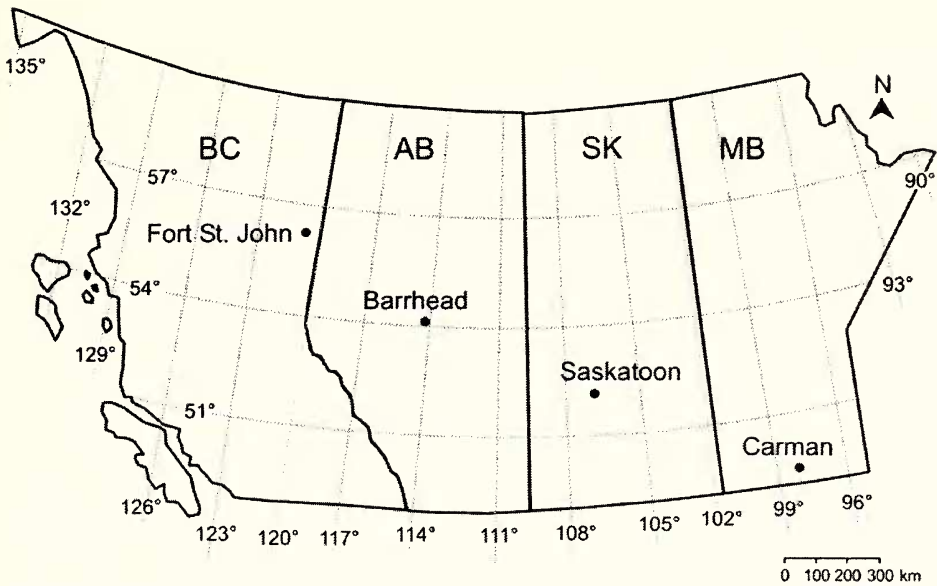 N
135°
BC
AB
SK
MB
57°
90°
132°
Fort St. John
54°
93°
Barrhead
129°
Saskatoon
51°
Carman
126°
123°
120°
117°
114°
111°
108°
105°
102°
99°
96°
0 100 200 300 km